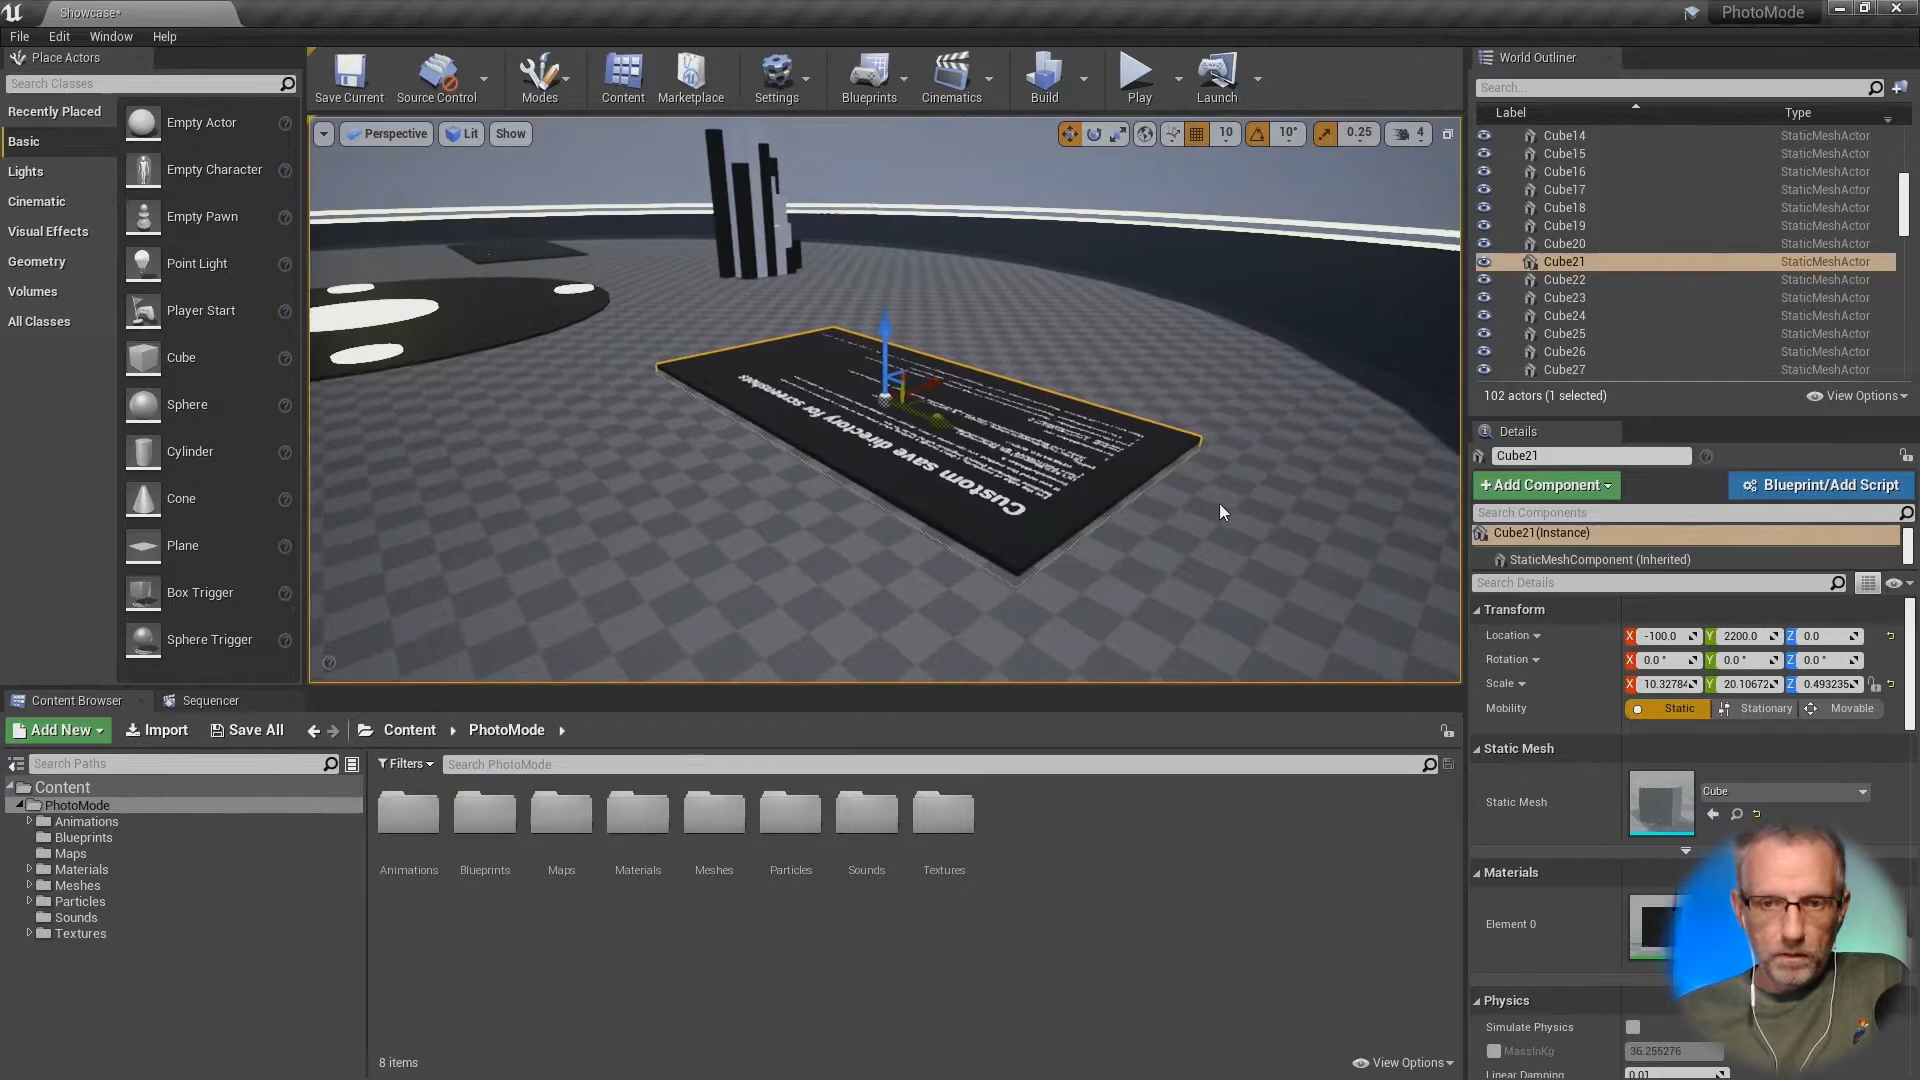 Showcase*
PhotoMode
File Edit Window Help
Place Actors
Search Classes
Recently Placed
Basic
Lights
Cinematic
Visual Effects
Geometry
Volumes
All Classes
Empty Actor
Empty Character
Empty Pawn
Point Light
Player Start
Cube
Sphere
Cylinder
Cone
Plane
Box Trigger
Sphere Trigger
Save Current Source Control Modes Content Marketplace Settings Blueprints Cinematics Build Play Launch
Perspective Lit Show
10 10° 0.25 4
Custom save directory for screenshots
World Outliner
Search...
Label Type
Cube14 StaticMeshActor
Cube15 StaticMeshActor
Cube16 StaticMeshActor
Cube17 StaticMeshActor
Cube18 StaticMeshActor
Cube19 StaticMeshActor
Cube20 StaticMeshActor
Cube21 StaticMeshActor
Cube22 StaticMeshActor
Cube23 StaticMeshActor
Cube24 StaticMeshActor
Cube25 StaticMeshActor
Cube26 StaticMeshActor
Cube27 StaticMeshActor
102 actors (1 selected) View Options
Details
Cube21
+Add Component Blueprint/Add Script
Search Components
Cube21(Instance)
StaticMeshComponent (Inherited)
Search Details
Transform
Location X -100.0 Y 2200.0 Z 0.0
Rotation X 0.0 ° Y 0.0 ° Z 0.0 °
Scale X 10.32784 Y 20.10672 Z 0.493235
Mobility Static Stationary Movable
Static Mesh
Static Mesh Cube
Materials
Element 0
Physics
Simulate Physics
MassInKg 36.255276
Linear Damping 0.01
Content Browser Sequencer
Add New Import Save All Content PhotoMode
Search Paths
Filters Search PhotoMode
Content
PhotoMode
Animations
Blueprints
Maps
Materials
Meshes
Particles
Sounds
Textures
Animations Blueprints Maps Materials Meshes Particles Sounds Textures
8 items View Options